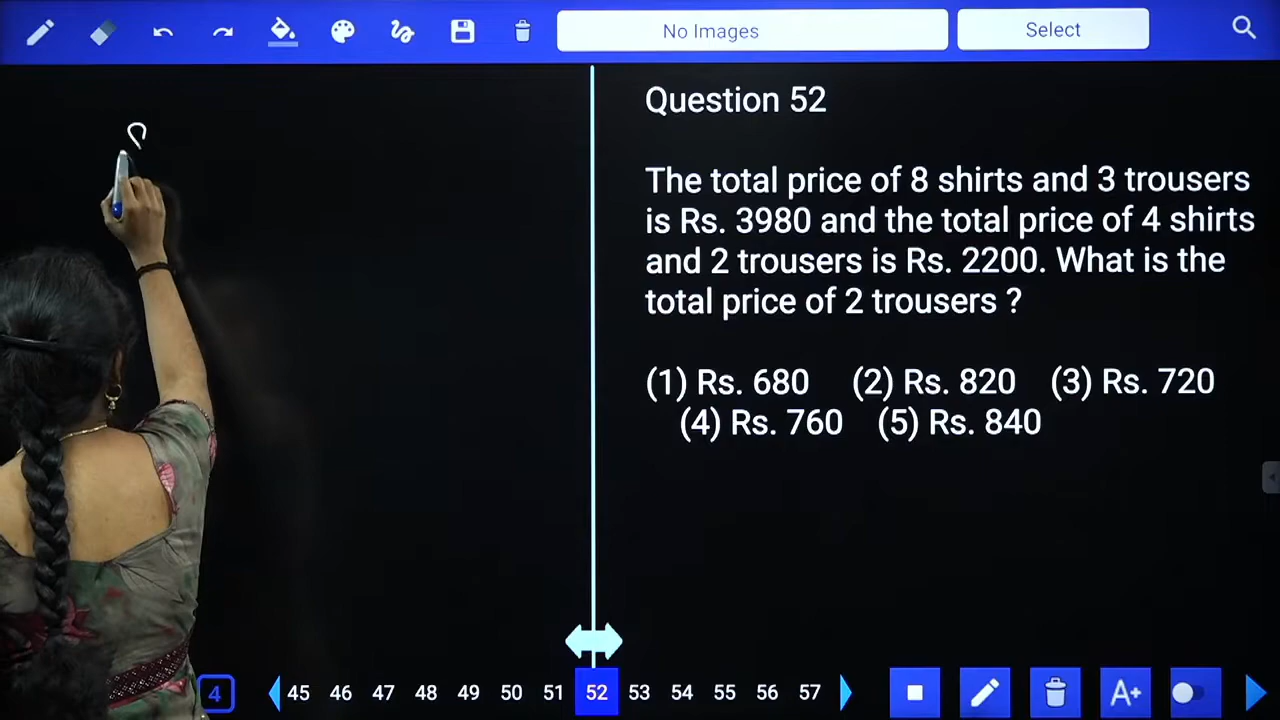 No Images
Select
Question 52
The total price of 8 shirts and 3 trousers
is Rs. 3980 and the total price of 4 shirts
and 2 trousers is Rs. 2200. What is the
total price of 2 trousers ?
(1) Rs. 680 (2) Rs. 820 (3) Rs. 720
(4) Rs. 760 (5) Rs. 840
4 45 46 47 48 49 50 51 52 53 54 55 56 57 A+